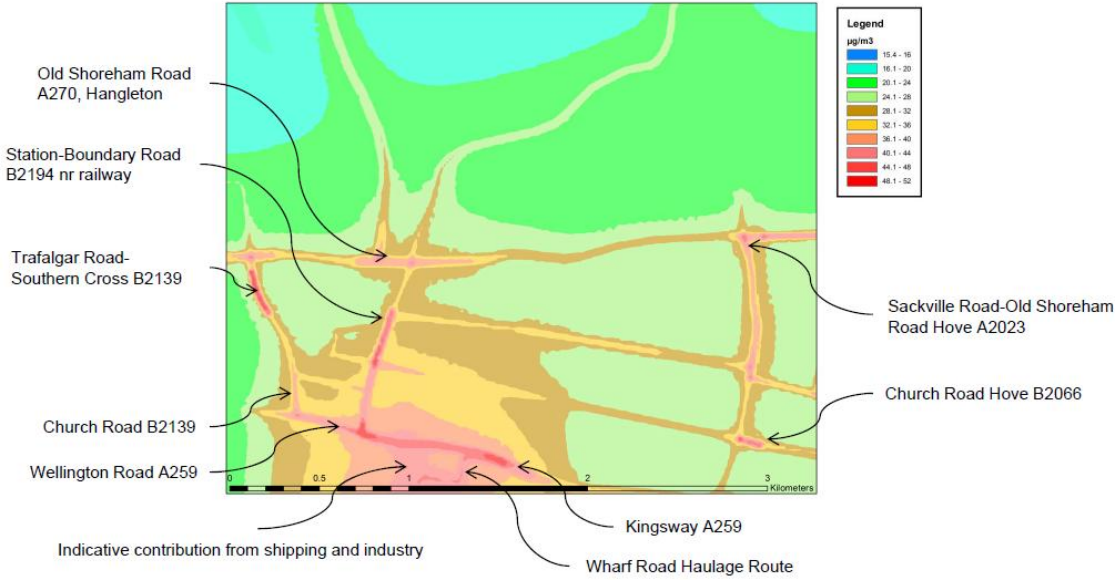 Old Shoreham Road
A270, Hangleton
Station-Boundary Road
B2194 nr railway
Trafalgar Road-
Southern Cross B2139
Church Road B2139
Wellington Road A259
Indicative contribution from shipping and industry
Legend
µg/m3
15.4 - 16
16.1 - 20
20.1 - 24
24.1 - 28
28.1 - 32
32.1 - 36
36.1 - 40
40.1 - 44
44.1 - 48
48.1 - 52
Sackville Road-Old Shoreham
Road Hove A2023
Church Road Hove B2066
0 0.5 1 2 3
Kilometers
Kingsway A259
Wharf Road Haulage Route